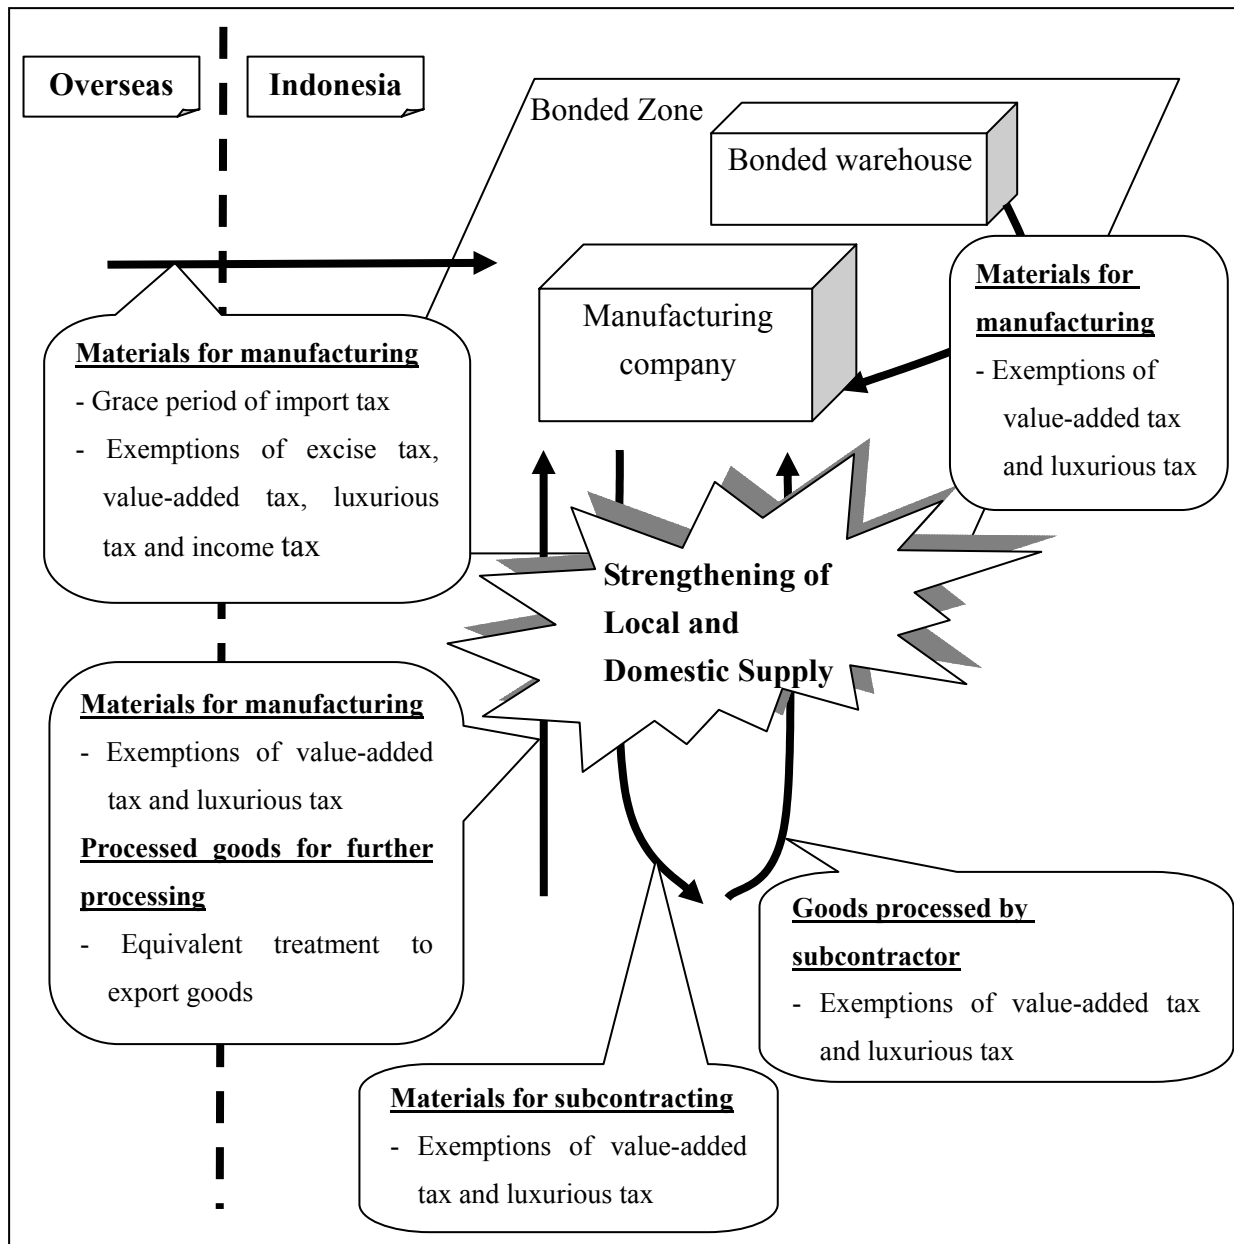 Overseas
Indonesia
Bonded Zone
Bonded warehouse
Manufacturing
company
Materials for
manufacturing
- Exemptions of
value-added tax
and luxurious tax
Materials for manufacturing
- Grace period of import tax
- Exemptions of excise tax,
value-added tax, luxurious
tax and income tax
Strengthening of
Local and
Domestic Supply
Materials for manufacturing
- Exemptions of value-added
tax and luxurious tax
Processed goods for further
processing
- Equivalent treatment to
export goods
Goods processed by
subcontractor
- Exemptions of value-added tax
and luxurious tax
Materials for subcontracting
- Exemptions of value-added
tax and luxurious tax